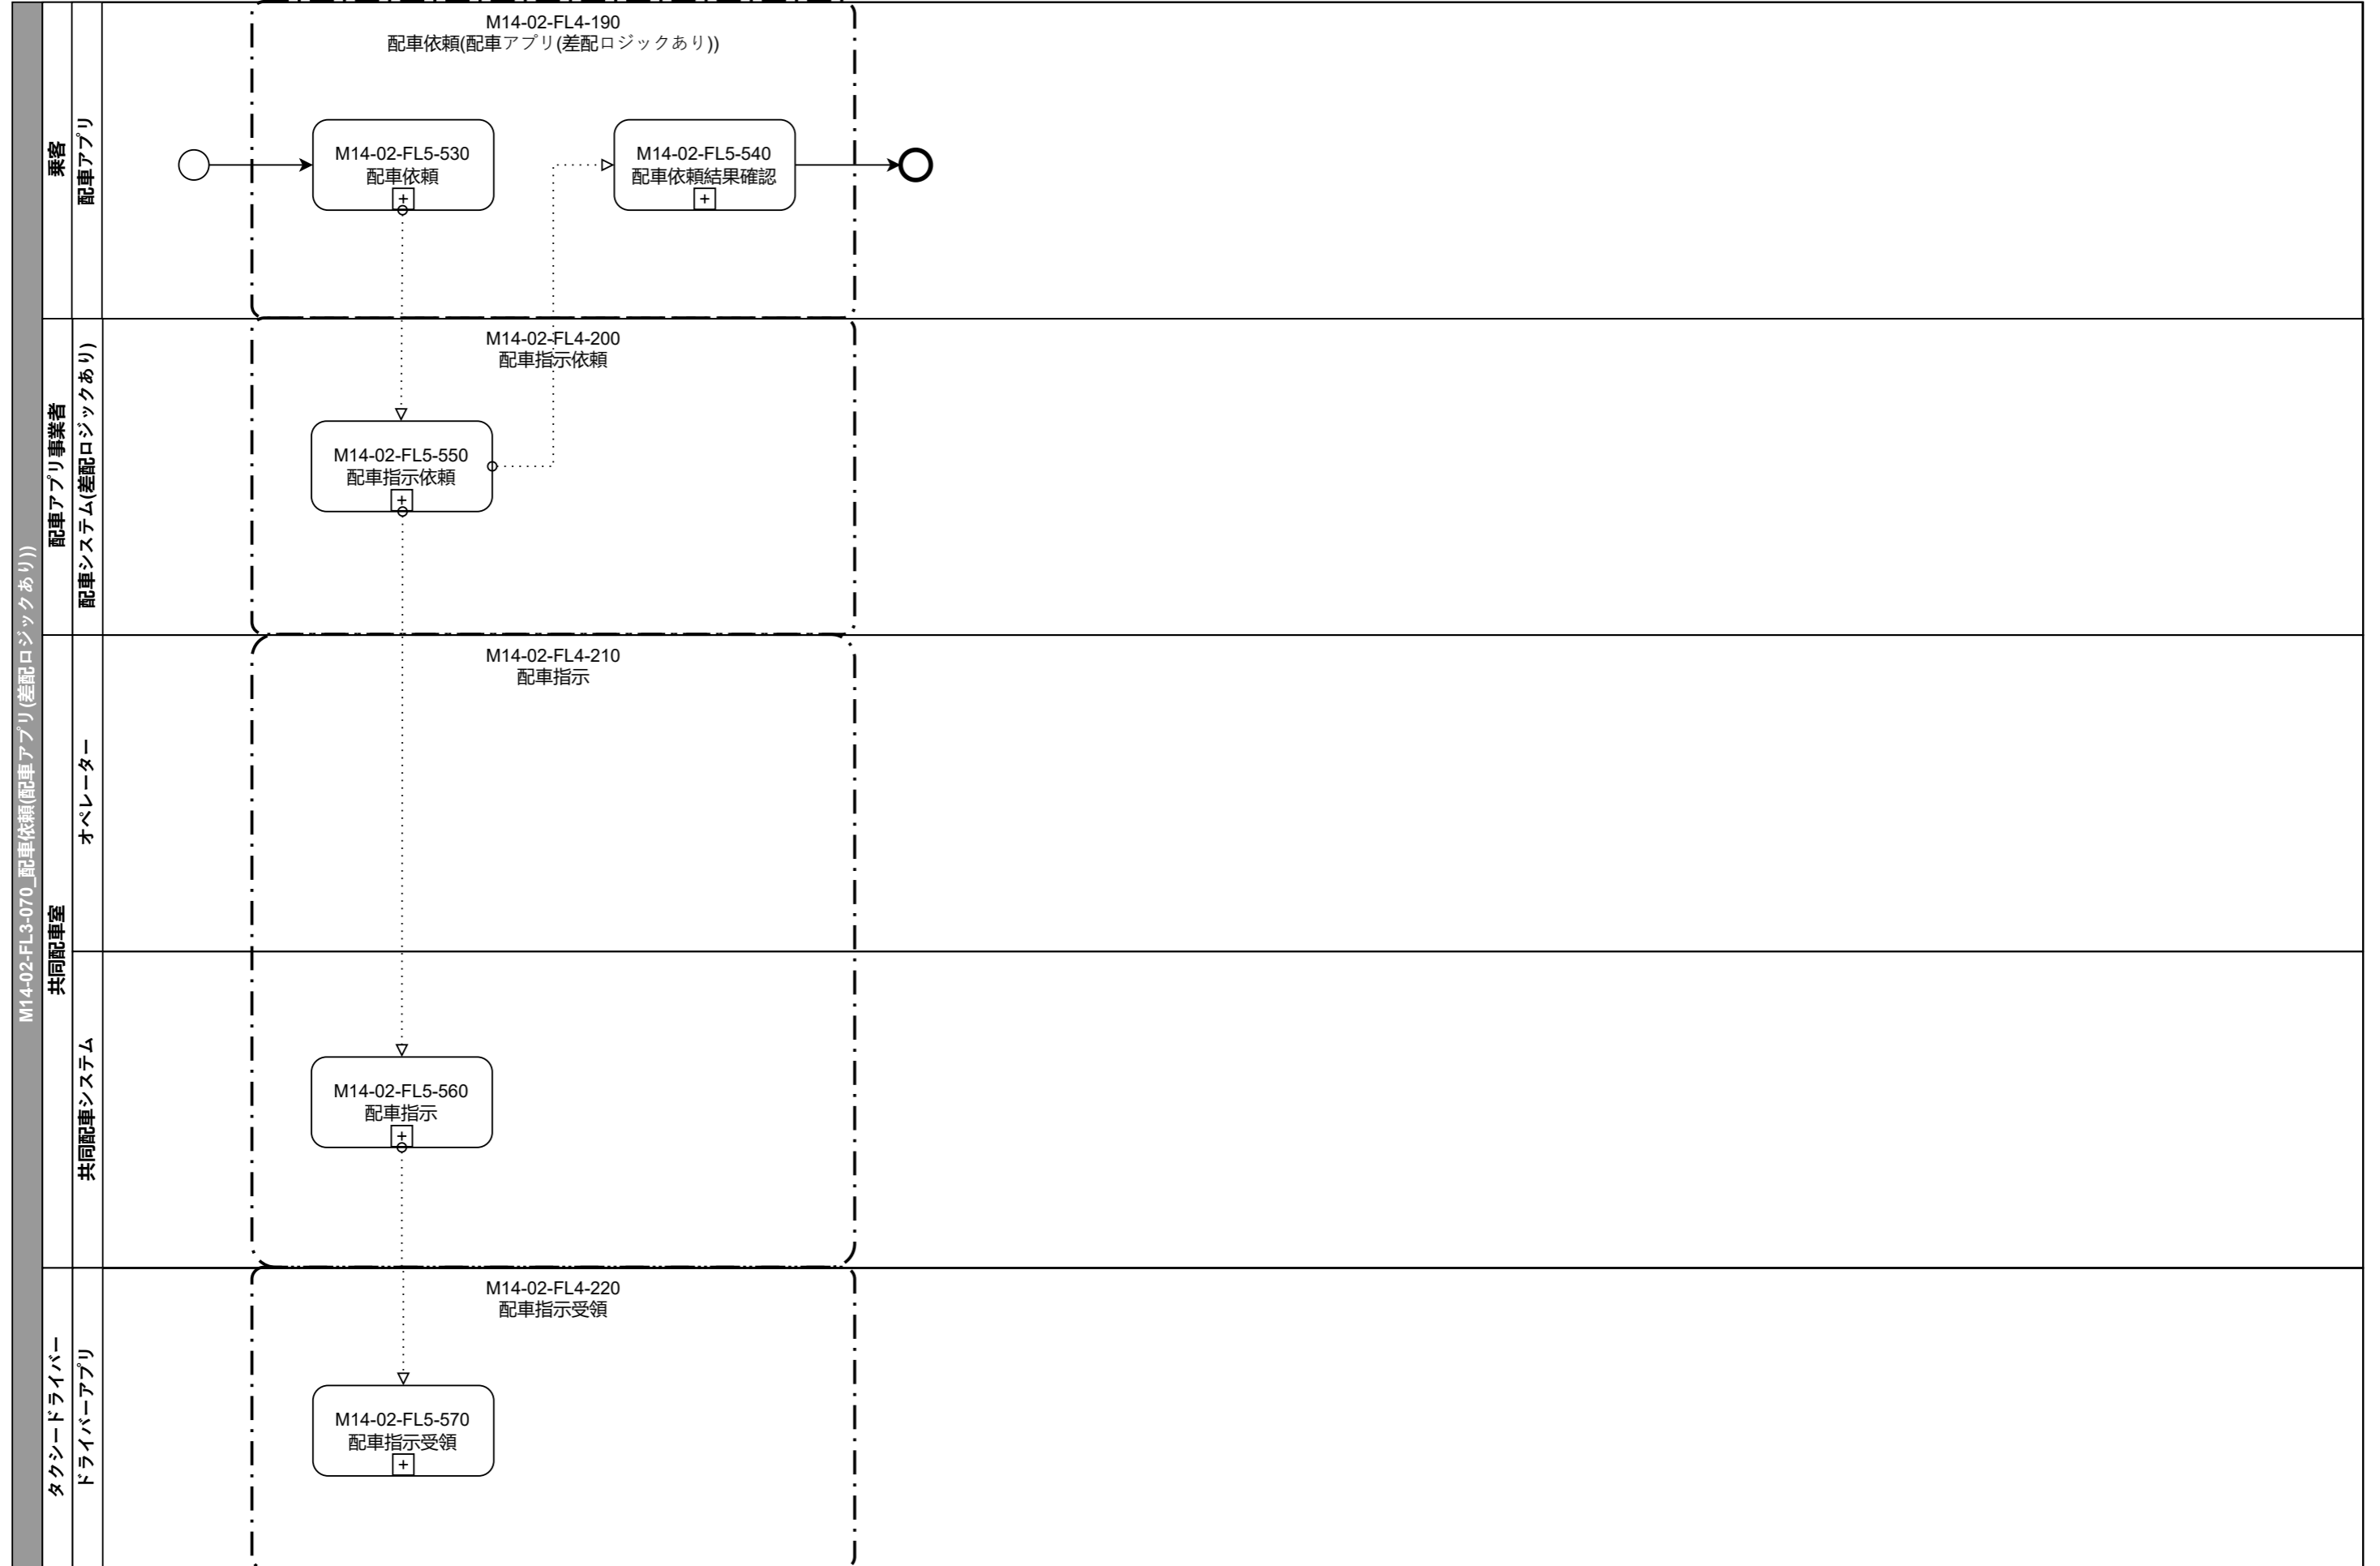 M14-02-FL3-070_配車依頼(配車アプリ(差配ロジックあり))
乗客
配車アプリ
M14-02-FL4-190
配車依頼(配車アプリ(差配ロジックあり))
M14-02-FL5-530
配車依頼
+
M14-02-FL5-540
配車依頼結果確認
+
配車アプリ事業者
配車システム(差配ロジックあり)
M14-02-FL4-200
配車指示依頼
M14-02-FL5-550
配車指示依頼
+
共同配車室
オペレーター
M14-02-FL4-210
配車指示
共同配車システム
M14-02-FL5-560
配車指示
+
タクシードライバー
ドライバーアプリ
M14-02-FL4-220
配車指示受領
M14-02-FL5-570
配車指示受領
+